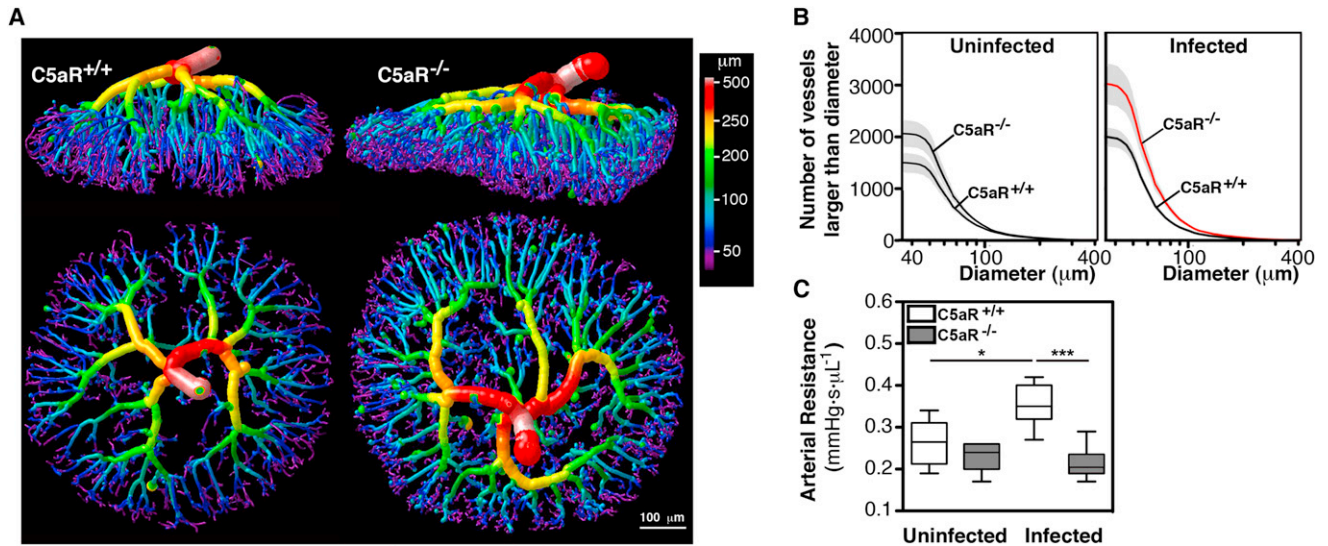 A
C5aR+/+
C5aR-/-
μm
500
250
200
100
50
100 μm
B
Number of vessels
larger than diameter
4000
3000
2000
1000
0
Uninfected
C5aR-/-
C5aR+/+
40
100
400
Diameter (μm)
Infected
C5aR-/-
C5aR+/+
40
100
400
Diameter (μm)
C
Arterial Resistance
(mmHg·s·μL-1)
0.6
0.5
0.4
0.3
0.2
0.1
C5aR +/+
C5aR -/-
*
***
Uninfected
Infected